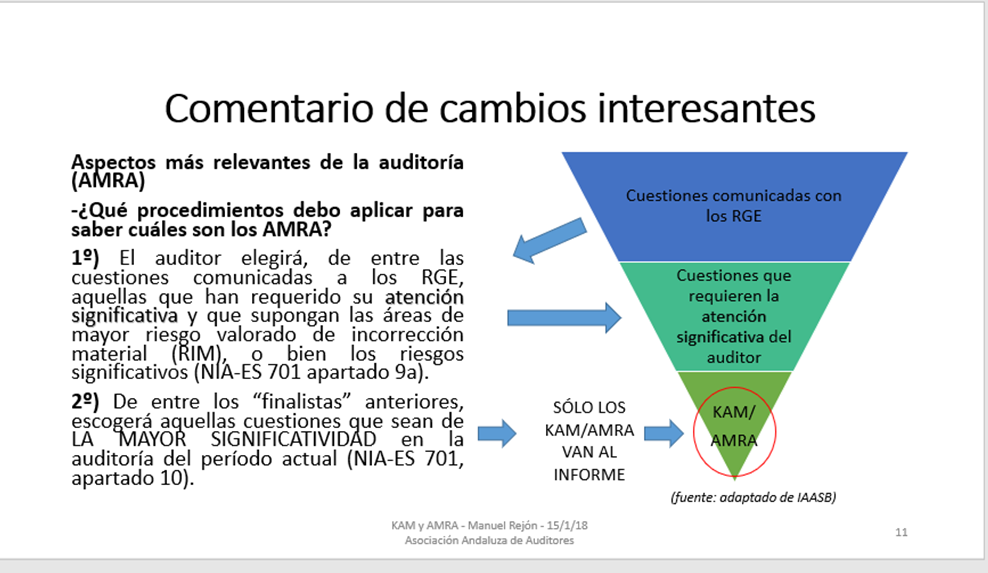 Comentario de cambios interesantes
Aspectos más relevantes de la auditoría
(AMRA)
-¿Qué procedimientos debo aplicar para
saber cuáles son los AMRA?
1º) El auditor elegirá, de entre las
cuestiones comunicadas a los RGE,
aquellas que han requerido su atención
significativa y que supongan las áreas de
mayor riesgo valorado de incorrección
material (RIM), o bien los riesgos
significativos (NIA-ES 701 apartado 9a).
2º) De entre los “finalistas” anteriores,
escogerá aquellas cuestiones que sean de
LA MAYOR SIGNIFICATIVIDAD en la
auditoría del período actual (NIA-ES 701,
apartado 10).
SÓLO LOS
KAM/AMRA
VAN AL
INFORME
Cuestiones comunicadas con
los RGE
Cuestiones que
requieren la
atención
significativa del
auditor
KAM/
AMRA
(fuente: adaptado de IAASB)
KAM y AMRA - Manuel Rejón - 15/1/18
Asociación Andaluza de Auditores
11